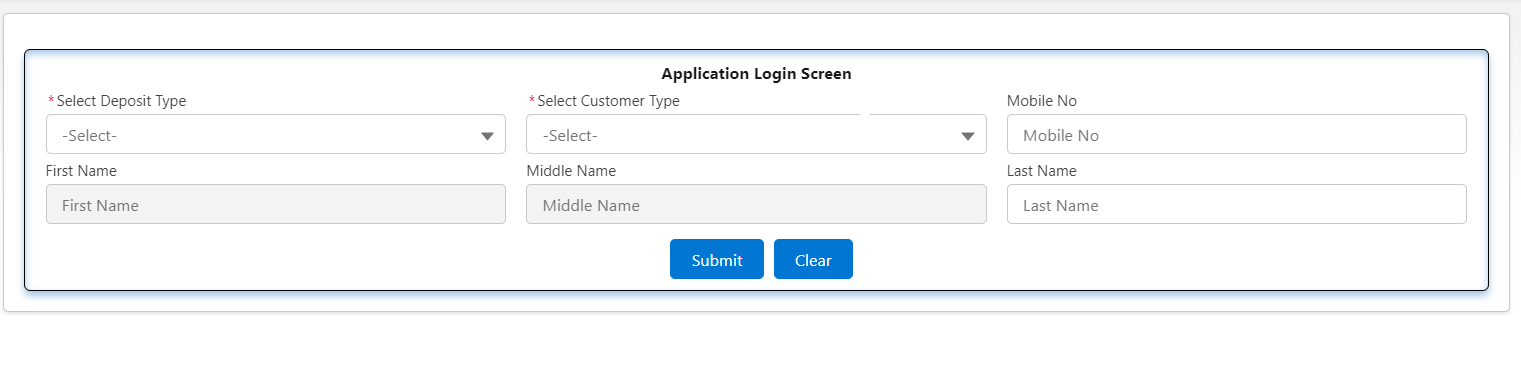 Application Login Screen
*Select Deposit Type *Select Customer Type Mobile No
-Select- -Select- Mobile No
First Name Middle Name Last Name
First Name Middle Name Last Name
Submit Clear